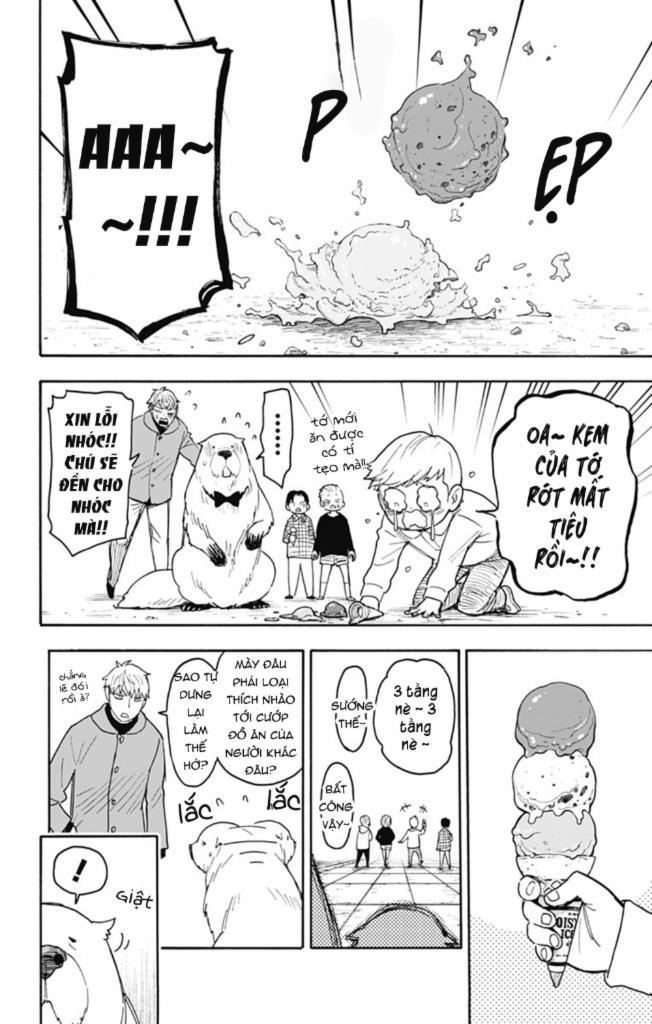 AAA~
~!!!
P
ẸP
XIN LỖI
NHÓC!!
CHÚ SẼ
ĐỀN CHO
NHÓC
MÀ!!
......
tớ mới
ăn được
có tí
tẹo mà!!
OA~ KEM
CỦA TỚ
RỚT MẤT
TIÊU
RỒI~!!
chẳng
lẽ đói
rồi à?
SAO TỰ
DƯNG
LẠI
LÀM
THẾ
HỞ?
MÀY ĐÂU
PHẢI LOẠI
THÍCH NHÀO
TỚI CƯỚP
ĐỒ ĂN CỦA
NGƯỜI KHÁC
ĐÂU?
lắc
lắc
SƯỚNG
THẾ~
3 tầng
nè ~ 3
tầng
nè ~
BẤT
CÔNG
VẬY~
OIS
ICE
!
Giật